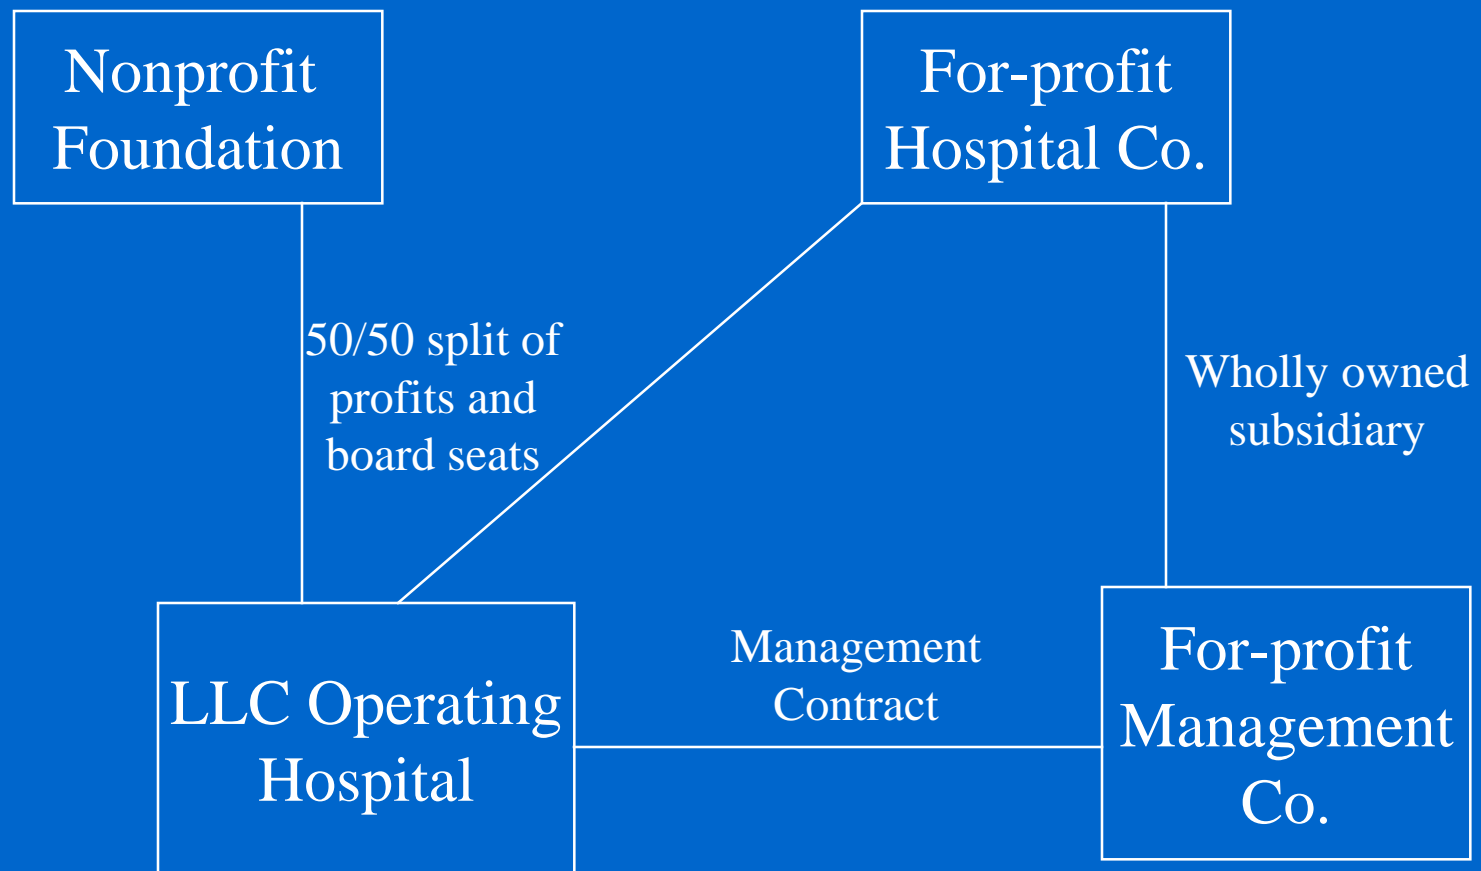 Nonprofit
Foundation
For-profit
Hospital Co.
50/50 split of
profits and
board seats
Wholly owned
subsidiary
LLC Operating
Hospital
Management
Contract
For-profit
Management
Co.